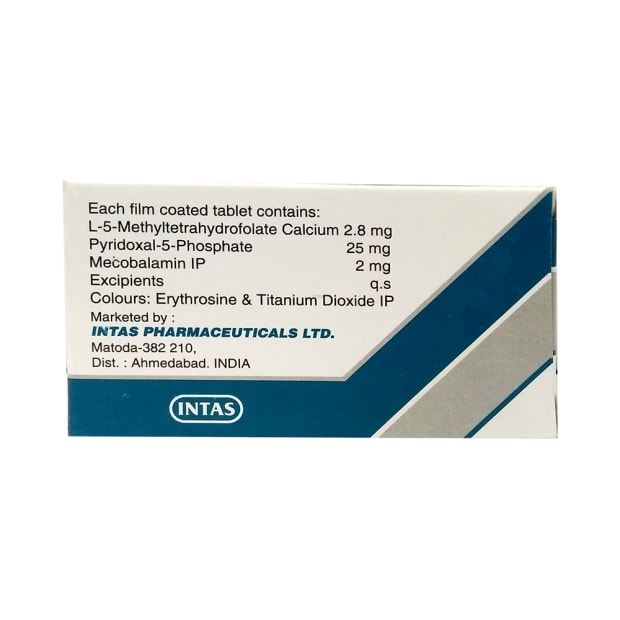 Each film coated tablet contains:
L-5-Methyltetrahydrofolate Calcium 2.8 mg
Pyridoxal-5-Phosphate 25 mg
Mecobalamin IP 2 mg
Excipients q.s
Colours: Erythrosine & Titanium Dioxide IP
Marketed by :
INTAS PHARMACEUTICALS LTD.
Matoda-382 210,
Dist. : Ahmedabad. INDIA
INTAS